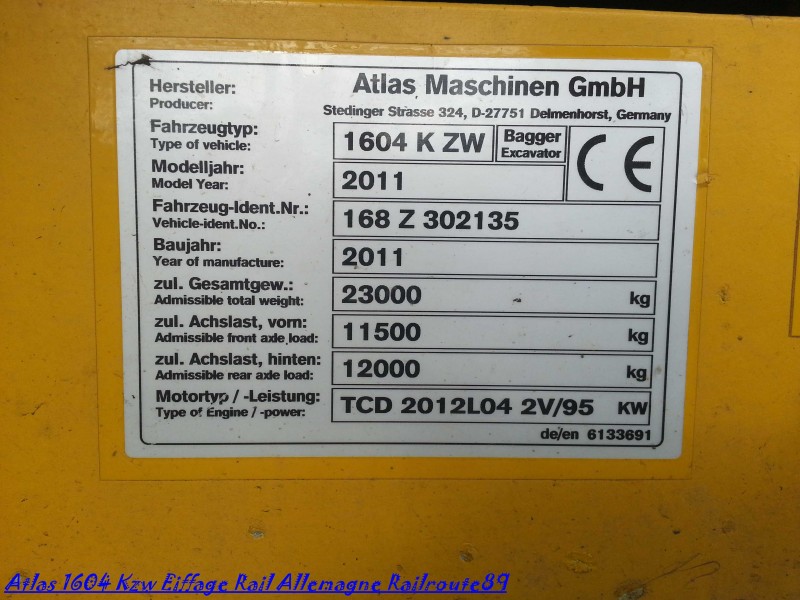 Hersteller: Atlas Maschinen GmbH
Producer: Stedinger Strasse 324, D-27751 Delmenhorst, Germany
Fahrzeugtyp: 1604 K ZW Bagger CE
Type of vehicle: Excavator
Modelljahr: 2011
Model Year:
Fahrzeug-Ident.Nr.: 168 Z 302135
Vehicle-ident.No.:
Baujahr: 2011
Year of manufacture:
zul. Gesamtgew.: 23000 kg
Admissible total weight:
zul. Achslast, vorn: 11500 kg
Admissible front axle load:
zul. Achslast, hinten: 12000 kg
Admissible rear axle load:
Motortyp / -Leistung: TCD 2012L04 2V/95 KW
Type of Engine / -power:
de/en 6133691
Atlas 1604 Kzw Eiffage Rail Allemagne Railroute89